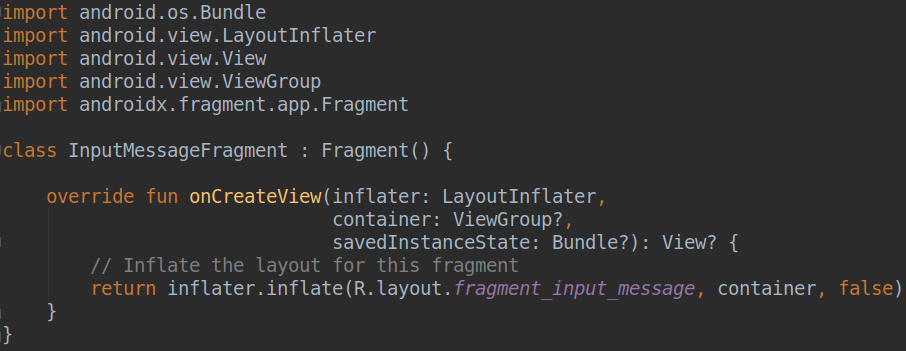 import android.os.Bundle
import android.view.LayoutInflater
import android.view.View
import android.view.ViewGroup
import androidx.fragment.app.Fragment
class InputMessageFragment : Fragment() {
override fun onCreateView(inflater: LayoutInflater,
container: ViewGroup?,
savedInstanceState: Bundle?): View? {
// Inflate the layout for this fragment
return inflater.inflate(R.layout.fragment_input_message, container, false)
}
}